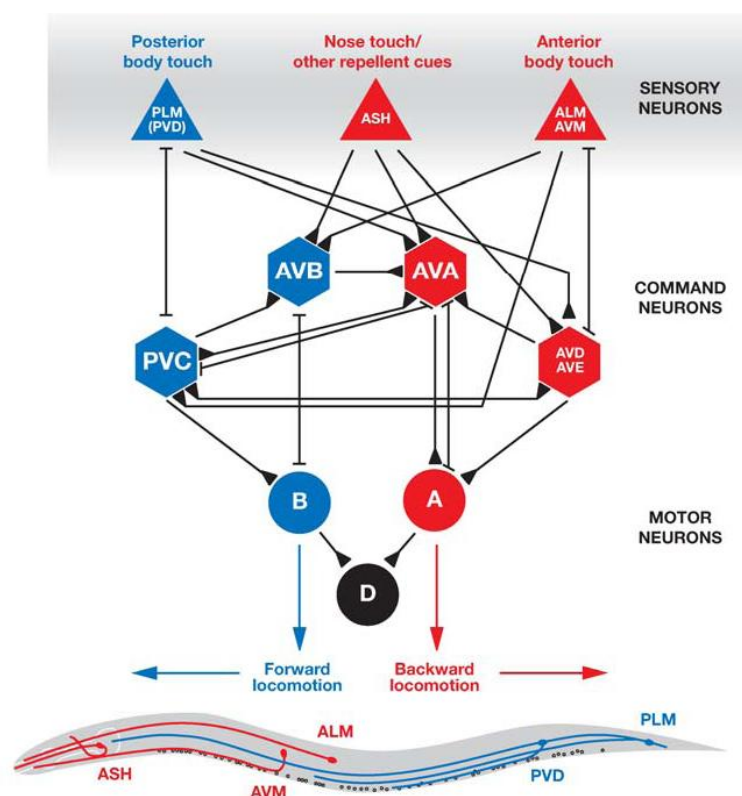 Posterior
body touch
Nose touch/
other repellent cues
Anterior
body touch
SENSORY
NEURONS
PLM
(PVD)
ASH
ALM
AVM
AVB
AVA
COMMAND
NEURONS
PVC
AVD
AVE
B
A
MOTOR
NEURONS
D
Forward
locomotion
Backward
locomotion
ALM
PLM
ASH
AVM
PVD